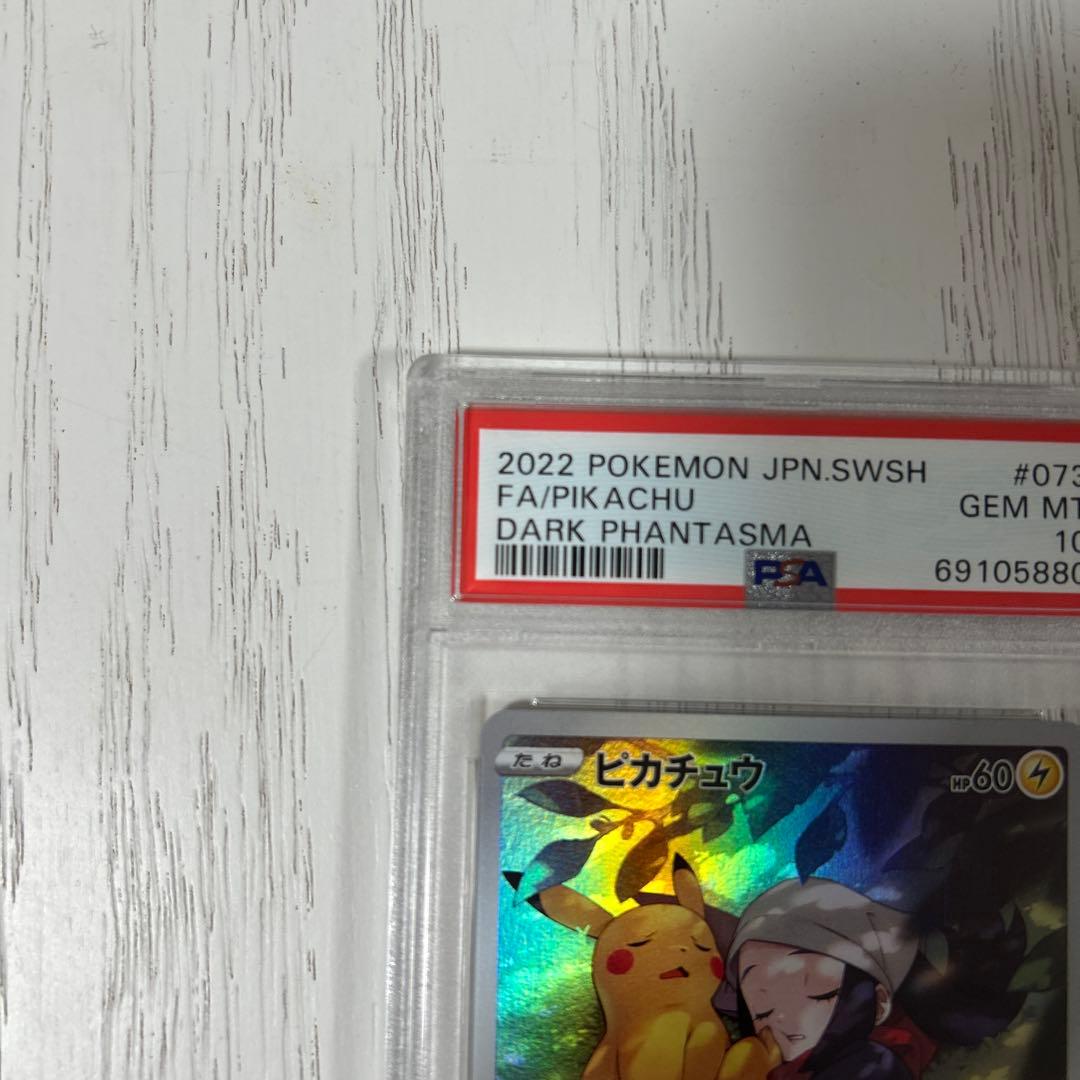 2022 POKEMON JPN.SWSH #073
FA/PIKACHU GEM MT
DARK PHANTASMA 10
PSA 69105880
たね ピカチュウ HP60